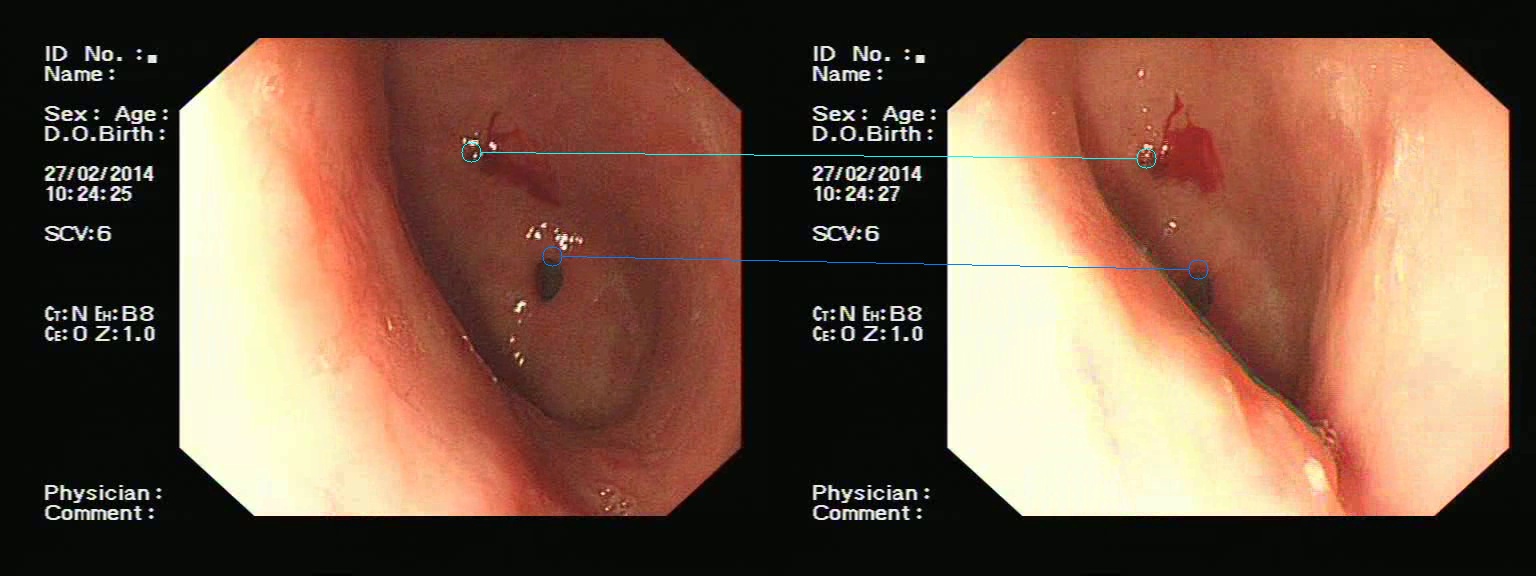 ID No. :
Name:
Sex: Age:
D.O.Birth:
27/02/2014
10:24:25
SCV:6
CT:N EH:B8
CE:0 Z:1.0
Physician:
Comment:
ID No. :
Name:
Sex: Age:
D.O.Birth:
27/02/2014
10:24:27
SCV:6
CT:N EH:B8
CE:0 Z:1.0
Physician:
Comment: